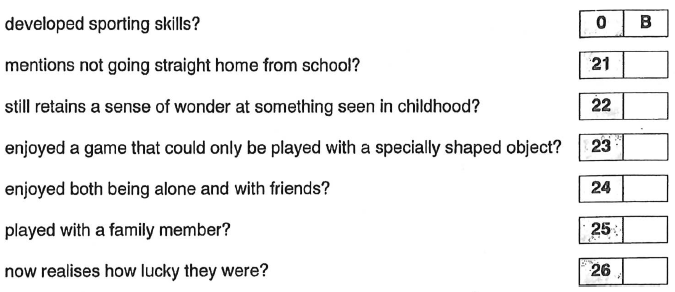 developed sporting skills? 0 B
mentions not going straight home from school? 21
still retains a sense of wonder at something seen in childhood? 22
enjoyed a game that could only be played with a specially shaped object? 23
enjoyed both being alone and with friends? 24
played with a family member? 25
now realises how lucky they were? 26